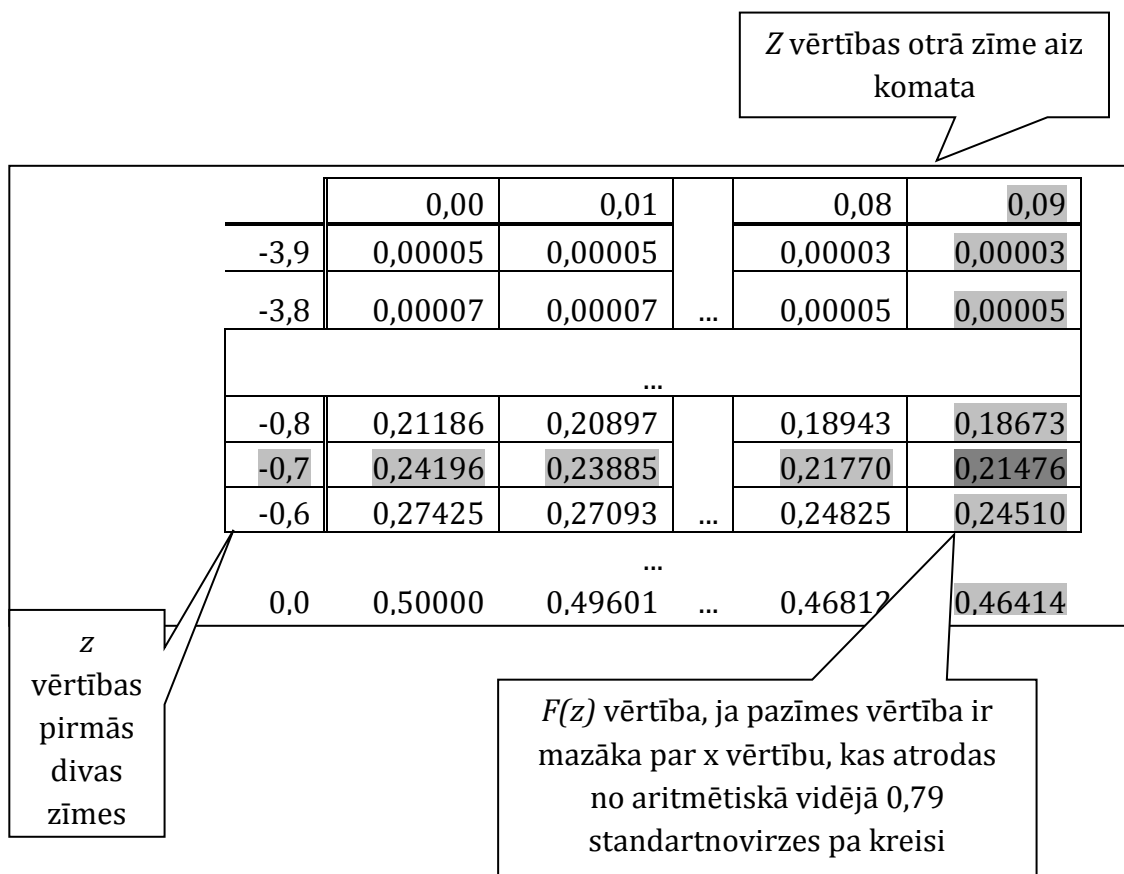 Z vērtības otrā zīme aiz
komata
0,00 0,01 0,08 0,09
-3,9 0,00005 0,00005 0,00003 0,00003
-3,8 0,00007 0,00007 ... 0,00005 0,00005
...
-0,8 0,21186 0,20897 0,18943 0,18673
-0,7 0,24196 0,23885 0,21770 0,21476
-0,6 0,27425 0,27093 ... 0,24825 0,24510
...
0,0 0,50000 0,49601 ... 0,46812 0,46414
z
vērtības
pirmās
divas
zīmes
F(z) vērtība, ja pazīmes vērtība ir
mazāka par x vērtību, kas atrodas
no aritmētiskā vidējā 0,79
standartnovirzes pa kreisi